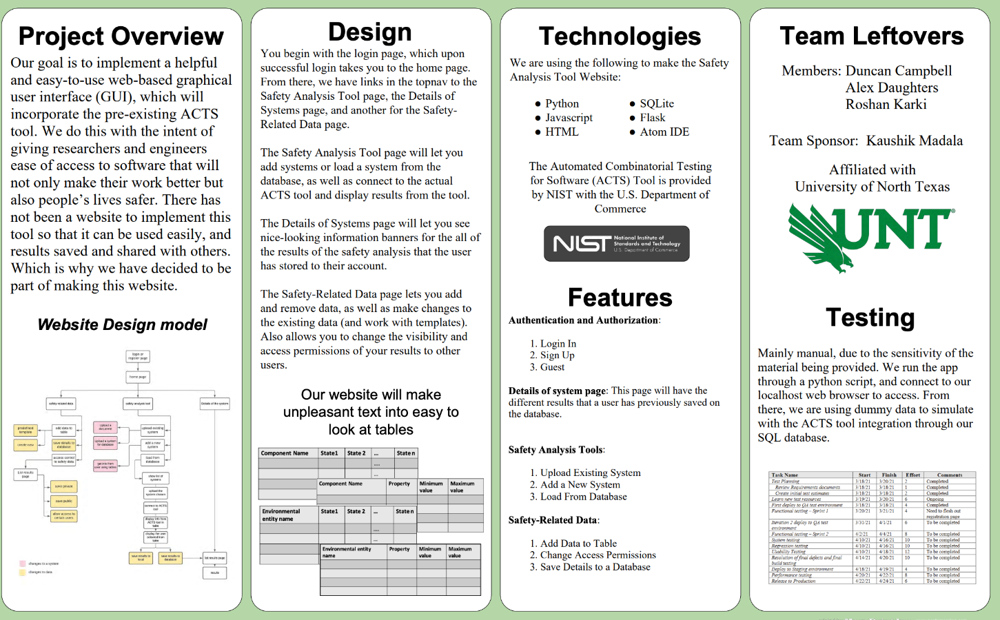 Project Overview
Our goal is to implement a helpful
and easy-to-use web-based graphical
user interface (GUI), which will
incorporate the pre-existing ACTS
tool. We do this with the intent of
giving researchers and engineers
ease of access to software that will
not only make their work better but
also people's lives safer. There has
not been a website to implement this
tool so that it can be used easily, and
results saved and shared with others.
Which is why we have decided to be
part of making this website.
Website Design model
login or
register page
home page
safety related data
safety analysis tool
Details of the system
predefined
template
add data to
table
upload a
document
upload existing
system
create new
save details to
database
upload a system
for database
add a new
system
access control
to safety data
get info from
user using tables
load from
database
List results
page
show list of
systems
save private
upload the
system chosen
save public
connect to ACTS
tool
allow access to
certain users
display info from
ACTS tool in
table
display the user
selected from
table
save results to
local
save results to
database
list results page
results
changes to a system
changes to data
Design
You begin with the login page, which upon
successful login takes you to the home page.
From there, we have links in the topnav to the
Safety Analysis Tool page, the Details of
Systems page, and another for the Safety-
Related Data page.
The Safety Analysis Tool page will let you
add systems or load a system from the
database, as well as connect to the actual
ACTS tool and display results from the tool.
The Details of Systems page will let you see
nice-looking information banners for the all of
the results of the safety analysis that the user
has stored to their account.
The Safety-Related Data page lets you add
and remove data, as well as make changes to
the existing data (and work with templates).
Also allows you to change the visibility and
access permissions of your results to other
users.
Our website will make
unpleasant text into easy to
look at tables
Component Name State1 State 2 ... State n
....
...
Component Name Property Minimum value Maximum value
Environmental entity name State1 State 2 ... State n
....
Environmental entity name Property Minimum value Maximum value
Technologies
We are using the following to make the Safety
Analysis Tool Website:
● Python ● SQLite
● Javascript ● Flask
● HTML ● Atom IDE
The Automated Combinatorial Testing
for Software (ACTS) Tool is provided
by NIST with the U.S. Department of
Commerce
NIST National Institute of
Standards and Technology
U.S. Department of Commerce
Features
Authentication and Authorization:
1. Login In
2. Sign Up
3. Guest
Details of system page: This page will have the
different results that a user has previously saved on
the database.
Safety Analysis Tools:
1. Upload Existing System
2. Add a New System
3. Load From Database
Safety-Related Data:
1. Add Data to Table
2. Change Access Permissions
3. Save Details to a Database
Team Leftovers
Members: Duncan Campbell
Alex Daughters
Roshan Karki
Team Sponsor: Kaushik Madala
Affiliated with
University of North Texas
UNT®
Testing
Mainly manual, due to the sensitivity of the
material being provided. We run the app
through a python script, and connect to our
localhost web browser to access. From
there, we are using dummy data to simulate
with the ACTS tool integration through our
SQL database.
Task Name Start Finish Effort Comments
Test Planning 3/18/21 3/20/21 2 Completed
Review Requirements documents 3/18/21 3/18/21 1 Completed
Create initial test estimates 3/18/21 3/18/21 2 Completed
Learn new test resources 3/19/21 3/20/21 6 Ongoing
First deploy to QA test environment 3/18/21 3/18/21 4 Completed
Functional testing – Sprint 1 3/20/21 3/21/21 4 Need to flesh out registration page
Iteration 2 deploy to QA test environment 3/31/21 4/1/21 6 To be completed
Functional testing – Sprint 2 4/2/21 4/4/21 8 To be completed
System testing 4/10/21 4/16/21 10 To be completed
Regression testing 4/10/21 4/16/21 10 To be completed
Usability Testing 4/10/21 4/18/21 12 To be completed
Resolution of final defects and final build testing 4/14/21 4/20/21 10 To be completed
Deploy to Staging environment 4/18/21 4/19/21 4 To be completed
Performance testing 4/20/21 4/22/21 8 To be completed
Release to Production 4/22/21 4/24/21 6 To be completed